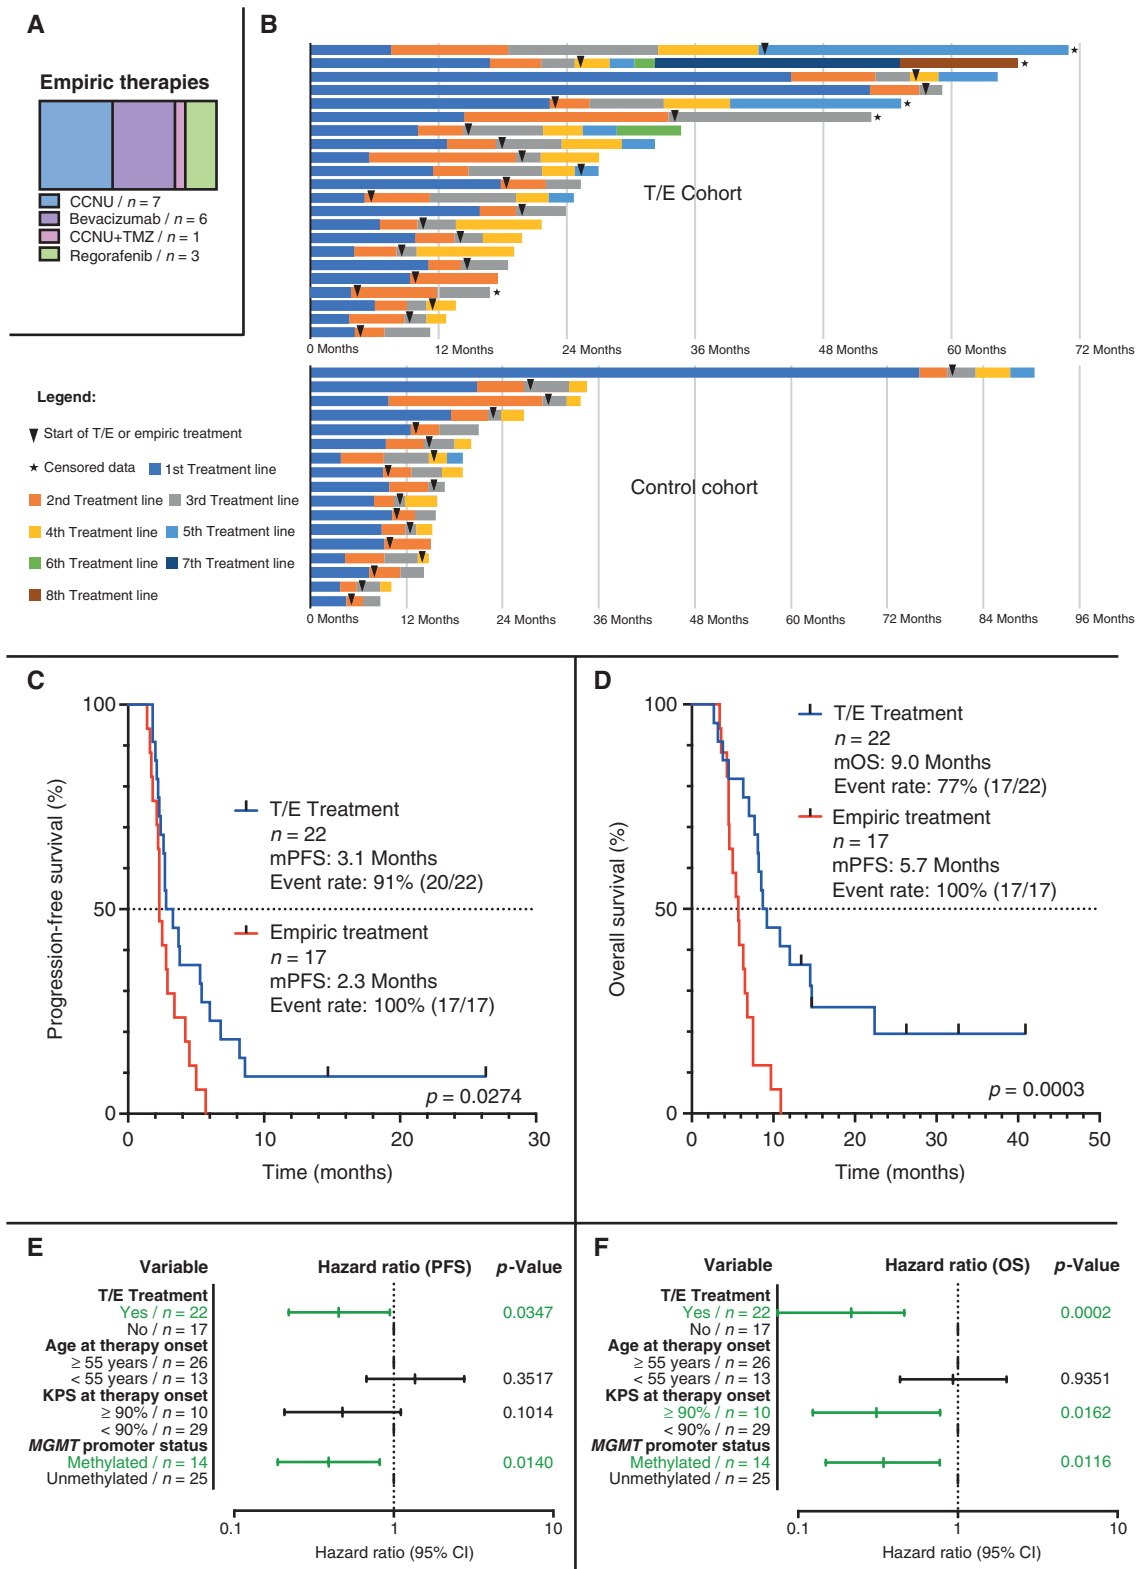 A
Empiric therapies
CCNU / n = 7
Bevacizumab / n = 6
CCNU+TMZ / n = 1
Regorafenib / n = 3
B
T/E Cohort
0 Months
12 Months
24 Months
36 Months
48 Months
60 Months
72 Months
Control cohort
0 Months
12 Months
24 Months
36 Months
48 Months
60 Months
72 Months
84 Months
96 Months
Legend:
Start of T/E or empiric treatment
Censored data
1st Treatment line
2nd Treatment line
3rd Treatment line
4th Treatment line
5th Treatment line
6th Treatment line
7th Treatment line
8th Treatment line
C
Progression-free survival (%)
100
50
0
T/E Treatment
n = 22
mPFS: 3.1 Months
Event rate: 91% (20/22)
Empiric treatment
n = 17
mPFS: 2.3 Months
Event rate: 100% (17/17)
p = 0.0274
0
10
20
30
Time (months)
D
Overall survival (%)
100
50
0
T/E Treatment
n = 22
mOS: 9.0 Months
Event rate: 77% (17/22)
Empiric treatment
n = 17
mPFS: 5.7 Months
Event rate: 100% (17/17)
p = 0.0003
0
10
20
30
40
50
Time (months)
E
Variable
Hazard ratio (PFS)
p-Value
T/E Treatment
Yes / n = 22
0.0347
No / n = 17
Age at therapy onset
≥ 55 years / n = 26
< 55 years / n = 13
0.3517
KPS at therapy onset
≥ 90% / n = 10
0.1014
< 90% / n = 29
MGMT promoter status
Methylated / n = 14
0.0140
Unmethylated / n = 25
0.1
1
10
Hazard ratio (95% CI)
F
Variable
Hazard ratio (OS)
p-Value
T/E Treatment
Yes / n = 22
0.0002
No / n = 17
Age at therapy onset
≥ 55 years / n = 26
< 55 years / n = 13
0.9351
KPS at therapy onset
≥ 90% / n = 10
0.0162
< 90% / n = 29
MGMT promoter status
Methylated / n = 14
0.0116
Unmethylated / n = 25
0.1
1
10
Hazard ratio (95% CI)